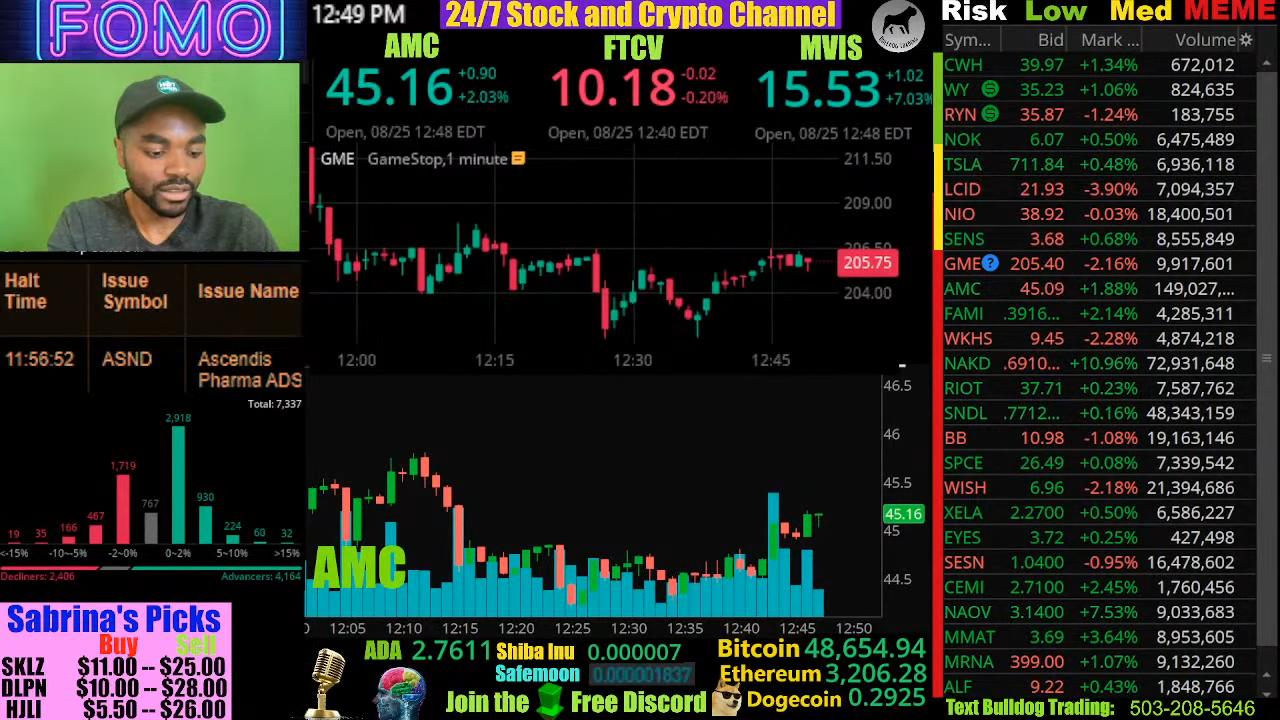 FOMO
12:49 PM
24/7 Stock and Crypto Channel
BULLDOG TRADING
AMC FTCV MVIS
45.16 +0.90 +2.03%
10.18 -0.02 -0.20%
15.53 +1.02 +7.03%
Open, 08/25 12:48 EDT
Open, 08/25 12:40 EDT
Open, 08/25 12:48 EDT
GME GameStop,1 minute
211.50
209.00
206.50
205.75
204.00
12:00 12:15 12:30 12:45
Halt Time Issue Symbol Issue Name
11:56:52 ASND Ascendis Pharma ADS
Total: 7,337
2,918
1,719
930
767
467
166
224
19 35 60 32
<-15% -10~-5% -2~0% 0~2% 5~10% >15%
Decliners: 2,406 Advancers: 4,164
46.5
46
45.5
45.16
45
44.5
AMC
0 12:05 12:10 12:15 12:20 12:25 12:30 12:35 12:40 12:45 12:50
Sabrina's Picks
Buy Sell
SKLZ $11.00 -- $25.00
DLPN $10.00 -- $28.00
HJLI $5.50 -- $26.00
ADA 2.7611 Shiba Inu 0.000007
Safemoon 0.000001837
Join the Free Discord
Bitcoin 48,654.94
Ethereum 3,206.28
Dogecoin 0.2925
Risk Low Med MEME
Sym... Bid Mark ... Volume
CWH 39.97 +1.34% 672,012
WY 35.23 +1.06% 824,635
RYN 35.87 -1.24% 183,755
NOK 6.07 +0.50% 6,475,489
TSLA 711.84 +0.48% 6,936,118
LCID 21.93 -3.90% 7,094,357
NIO 38.92 -0.03% 18,400,501
SENS 3.68 +0.68% 8,555,849
GME 205.40 -2.16% 9,917,601
AMC 45.09 +1.88% 149,027,...
FAMI .3916... +2.14% 4,285,311
WKHS 9.45 -2.28% 4,874,218
NAKD .6910... +10.96% 72,931,648
RIOT 37.71 +0.23% 7,587,762
SNDL .7712... +0.16% 48,343,159
BB 10.98 -1.08% 19,163,146
SPCE 26.49 +0.08% 7,339,542
WISH 6.96 -2.18% 21,394,686
XELA 2.2700 0.50% 6,586,227
EYES 3.72 +0.25% 427,498
SESN 1.0400 -0.95% 16,478,602
CEMI 2.7100 +2.45% 1,760,456
NAOV 3.1400 +7.53% 9,033,683
MMAT 3.69 +3.64% 8,953,605
MRNA 399.00 +1.07% 9,132,260
ALF 9.22 +0.43% 1,848,766
Text Bulldog Trading: 503-208-5646